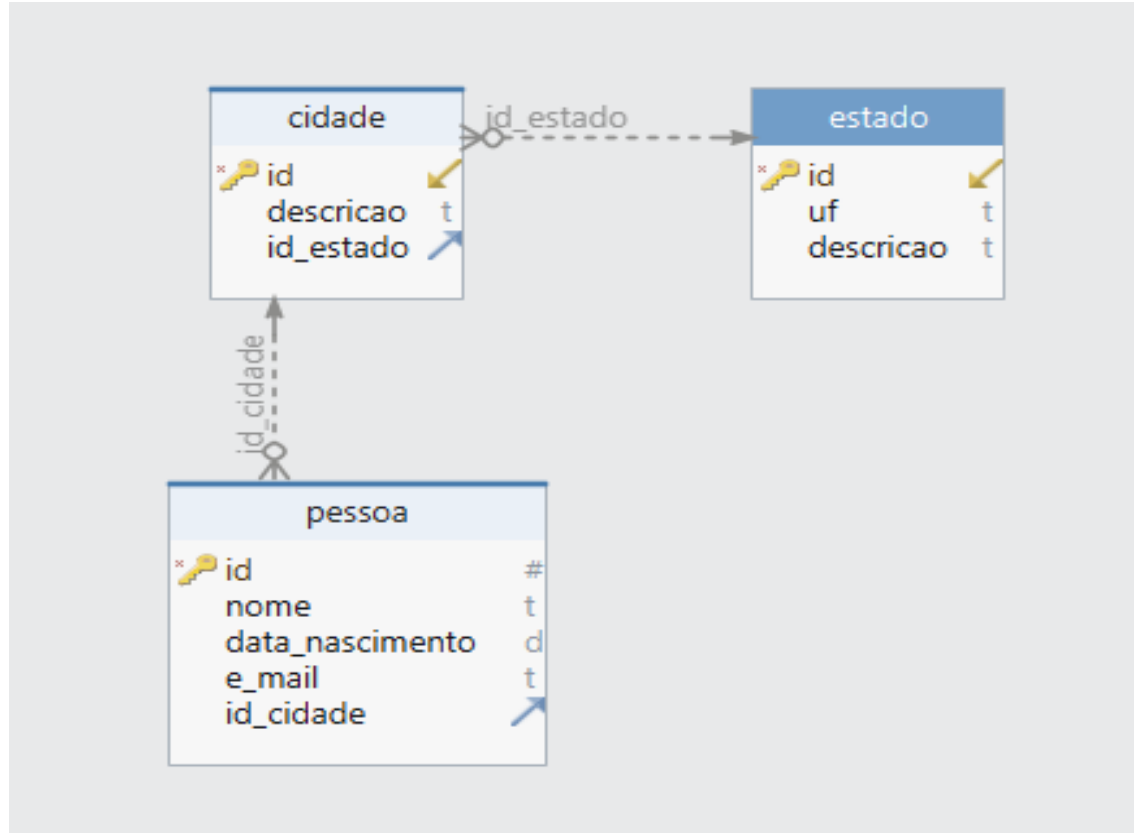 cidade
id
descricao t
id_estado
id_estado
estado
id
uf t
descricao t
id_cidade
pessoa
id #
nome t
data_nascimento d
e_mail t
id_cidade